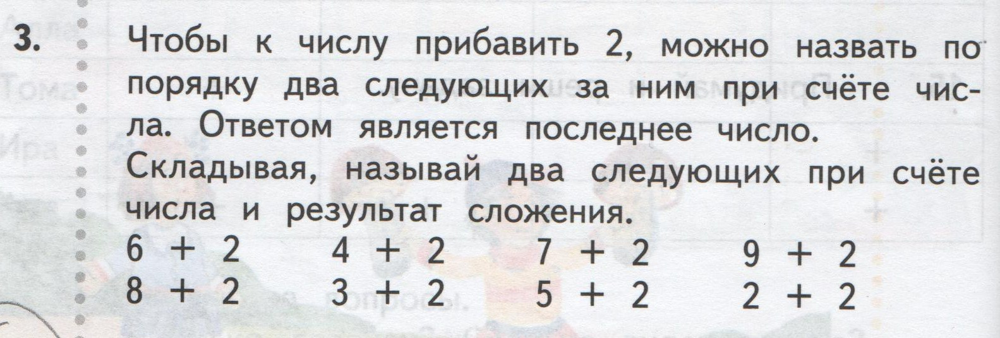 3. Чтобы к числу прибавить 2, можно назвать по
порядку два следующих за ним при счёте чис-
ла. Ответом является последнее число.
Складывая, называй два следующих при счёте
числа и результат сложения.
6 + 2 4 + 2 7 + 2 9 + 2
8 + 2 3 + 2 5 + 2 2 + 2